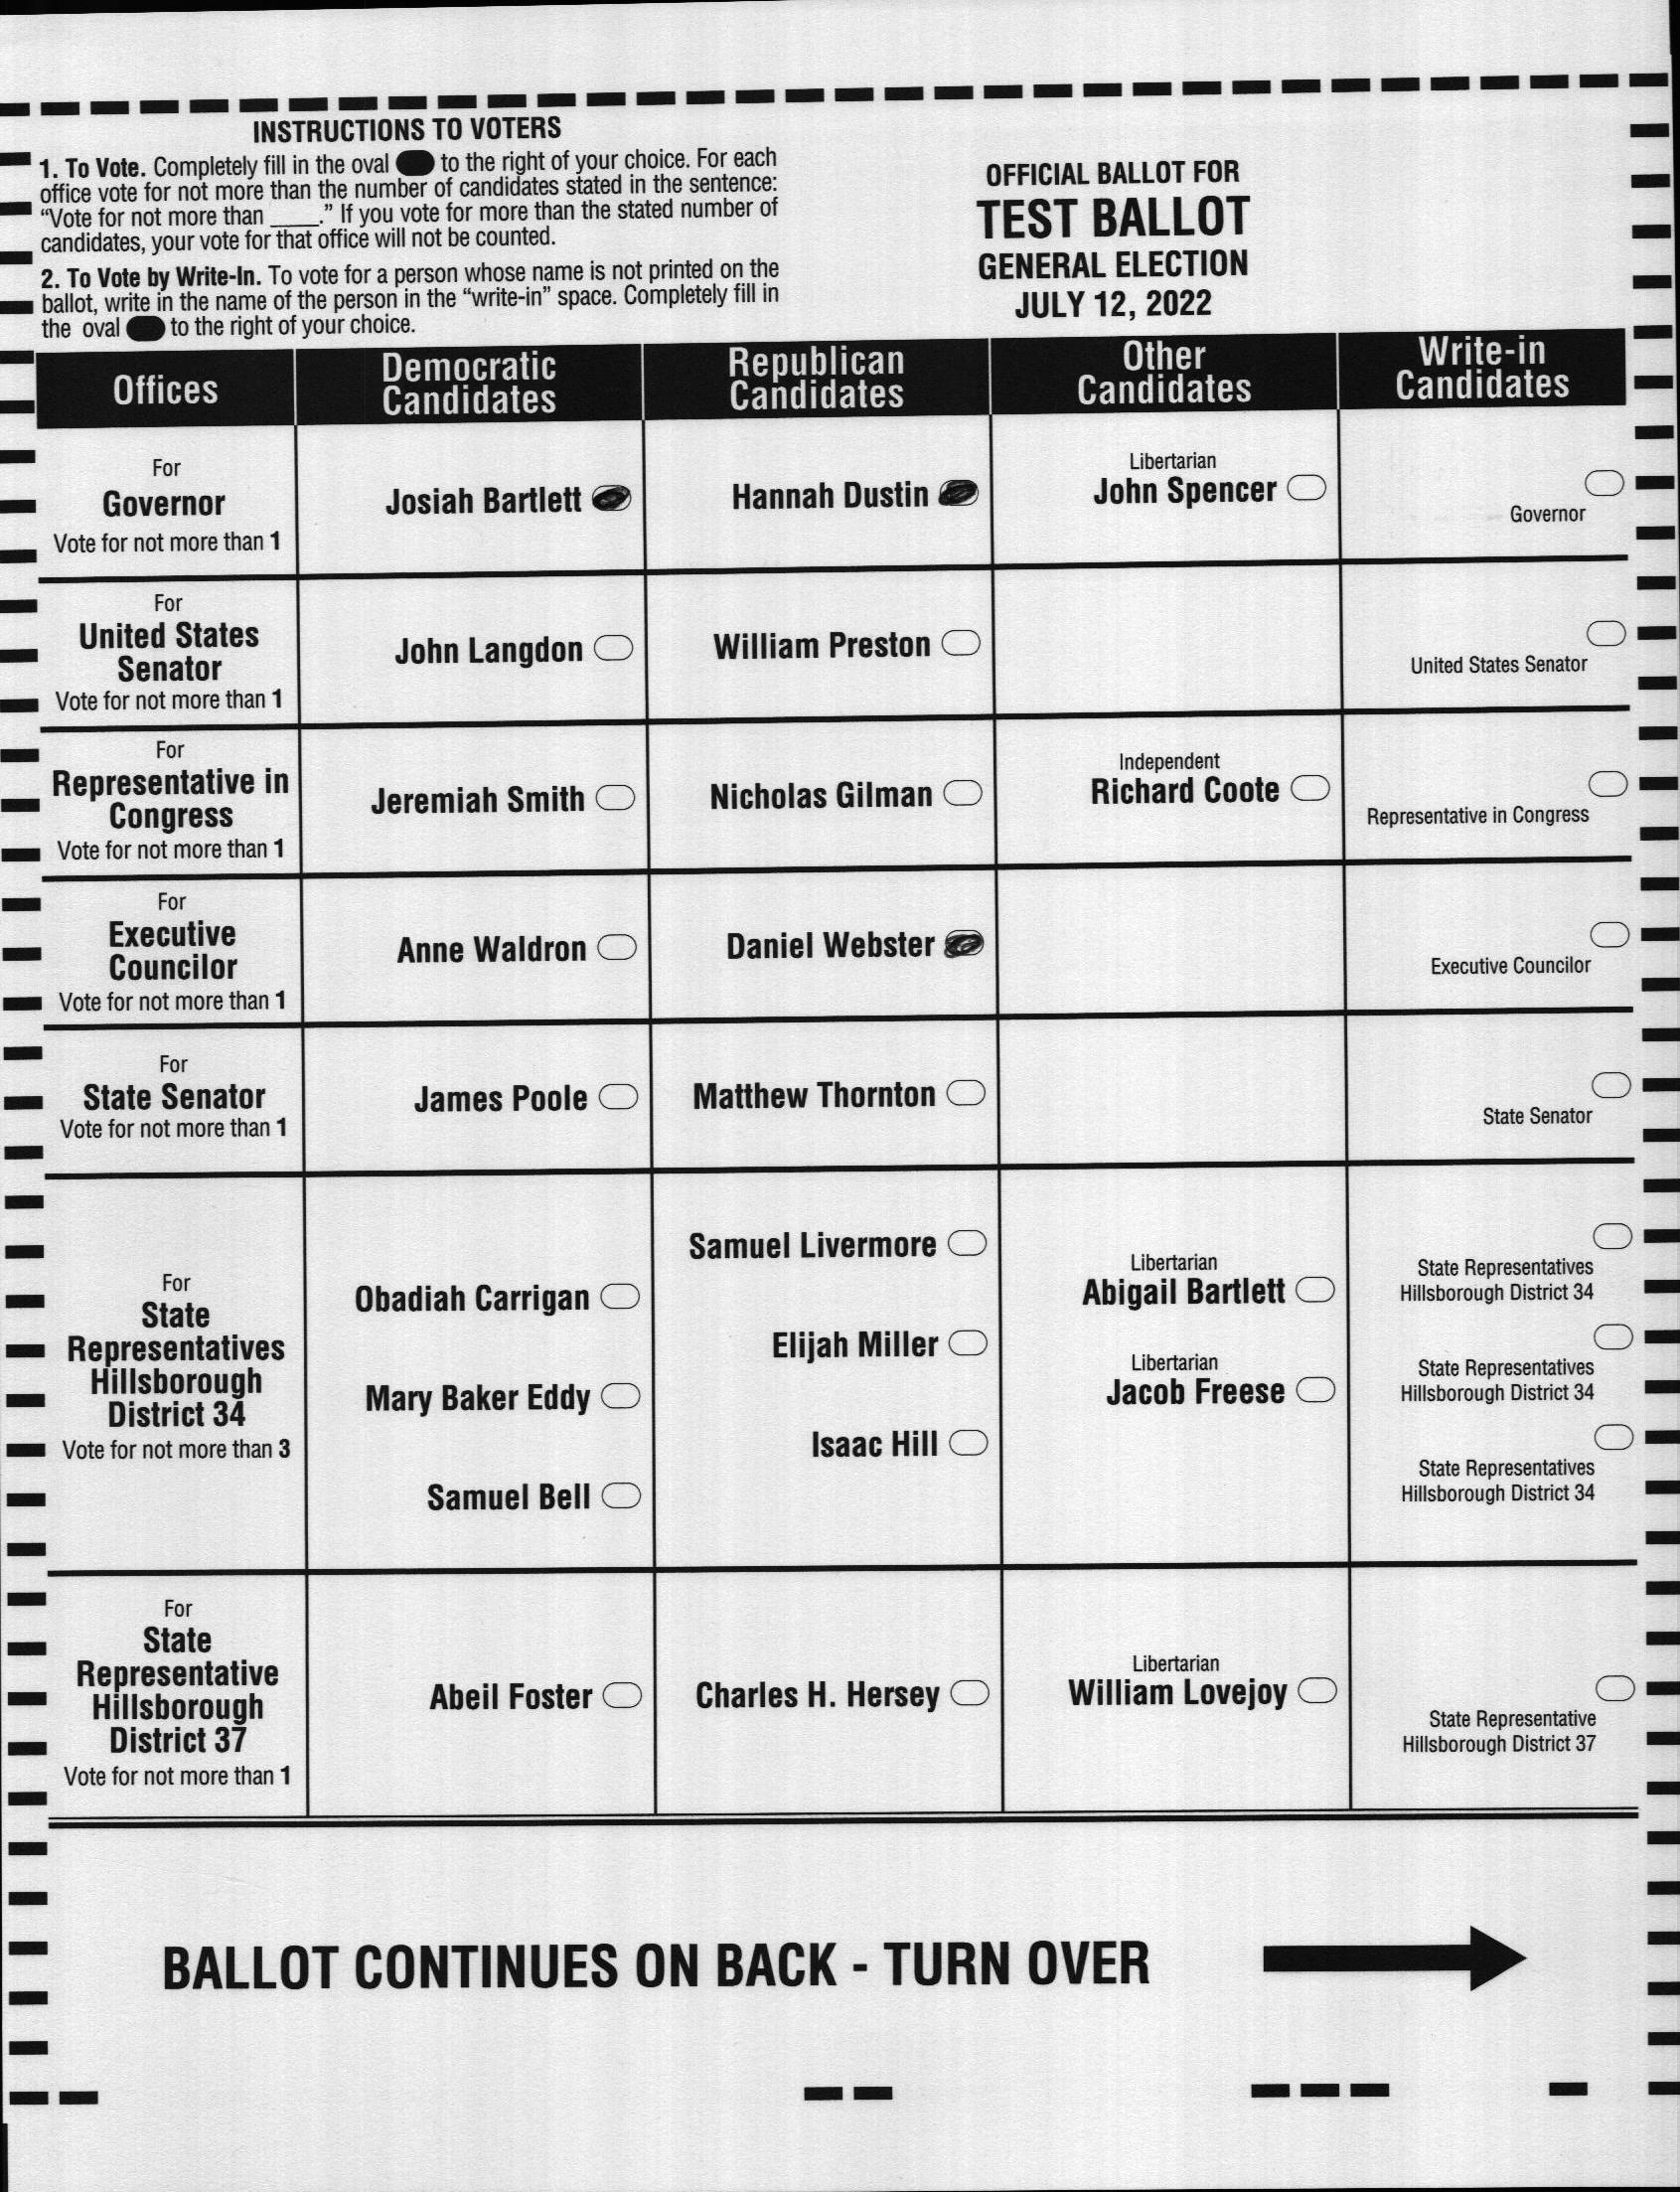 INSTRUCTIONS TO VOTERS
1. To Vote. Completely fill in the oval to the right of your choice. For each
office vote for not more than the number of candidates stated in the sentence:
“Vote for not more than ____.” If you vote for more than the stated number of
candidates, your vote for that office will not be counted.
2. To Vote by Write-In. To vote for a person whose name is not printed on the
ballot, write in the name of the person in the “write-in” space. Completely fill in
the oval to the right of your choice.
OFFICIAL BALLOT FOR
TEST BALLOT
GENERAL ELECTION
JULY 12, 2022
Offices
Democratic
Candidates
Republican
Candidates
Other
Candidates
Write-in
Candidates
For
Governor
Vote for not more than 1
Josiah Bartlett
Hannah Dustin
Libertarian
John Spencer
Governor
For
United States
Senator
Vote for not more than 1
John Langdon
William Preston
United States Senator
For
Representative in
Congress
Vote for not more than 1
Jeremiah Smith
Nicholas Gilman
Independent
Richard Coote
Representative in Congress
For
Executive
Councilor
Vote for not more than 1
Anne Waldron
Daniel Webster
Executive Councilor
For
State Senator
Vote for not more than 1
James Poole
Matthew Thornton
State Senator
For
State
Representatives
Hillsborough
District 34
Vote for not more than 3
Obadiah Carrigan
Mary Baker Eddy
Samuel Bell
Samuel Livermore
Elijah Miller
Isaac Hill
Libertarian
Abigail Bartlett
Libertarian
Jacob Freese
State Representatives
Hillsborough District 34
State Representatives
Hillsborough District 34
State Representatives
Hillsborough District 34
For
State
Representative
Hillsborough
District 37
Vote for not more than 1
Abeil Foster
Charles H. Hersey
Libertarian
William Lovejoy
State Representative
Hillsborough District 37
BALLOT CONTINUES ON BACK - TURN OVER